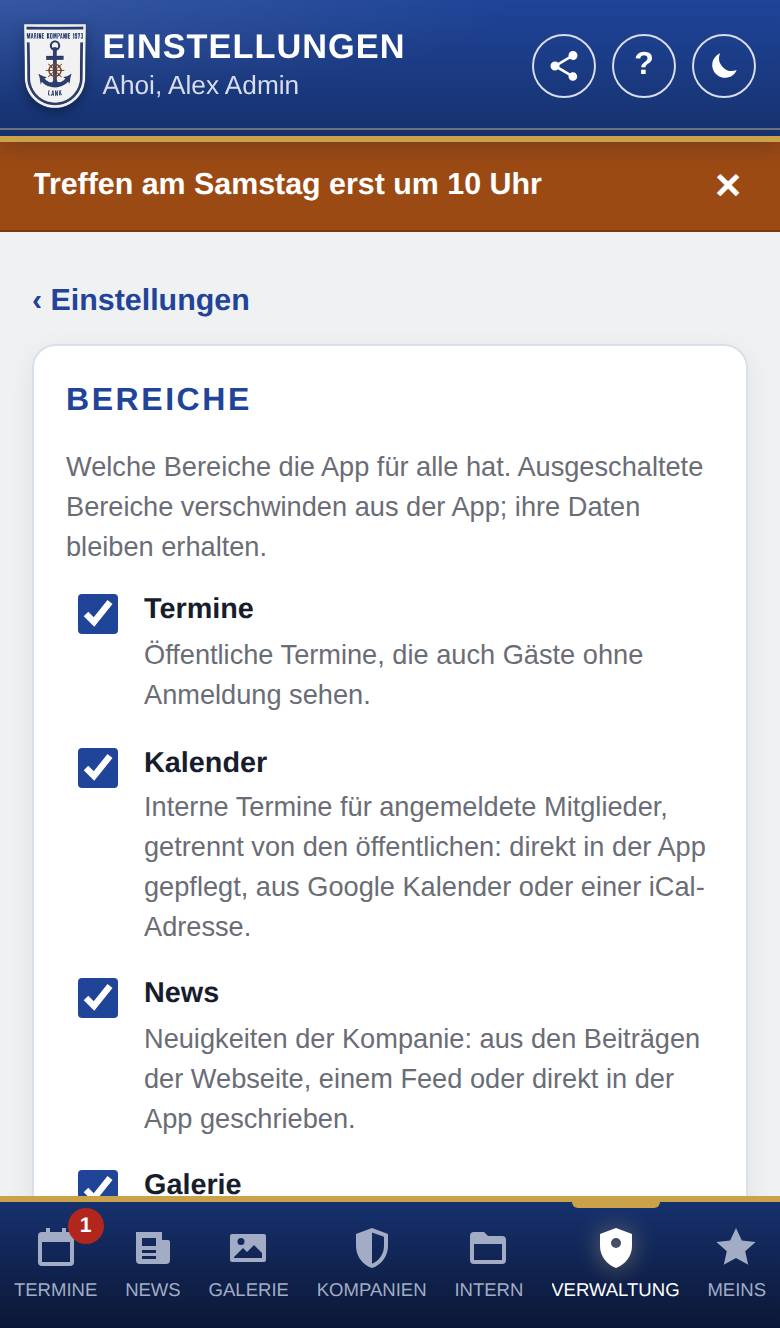 MARINE KOMPANIE 1973
LANK
EINSTELLUNGEN
Ahoi, Alex Admin
?
Treffen am Samstag erst um 10 Uhr
×
‹ Einstellungen
BEREICHE
Welche Bereiche die App für alle hat. Ausgeschaltete
Bereiche verschwinden aus der App; ihre Daten
bleiben erhalten.
Termine
Öffentliche Termine, die auch Gäste ohne
Anmeldung sehen.
Kalender
Interne Termine für angemeldete Mitglieder,
getrennt von den öffentlichen: direkt in der App
gepflegt, aus Google Kalender oder einer iCal-
Adresse.
News
Neuigkeiten der Kompanie: aus den Beiträgen
der Webseite, einem Feed oder direkt in der
App geschrieben.
Galerie
1
TERMINE NEWS GALERIE KOMPANIEN INTERN VERWALTUNG MEINS